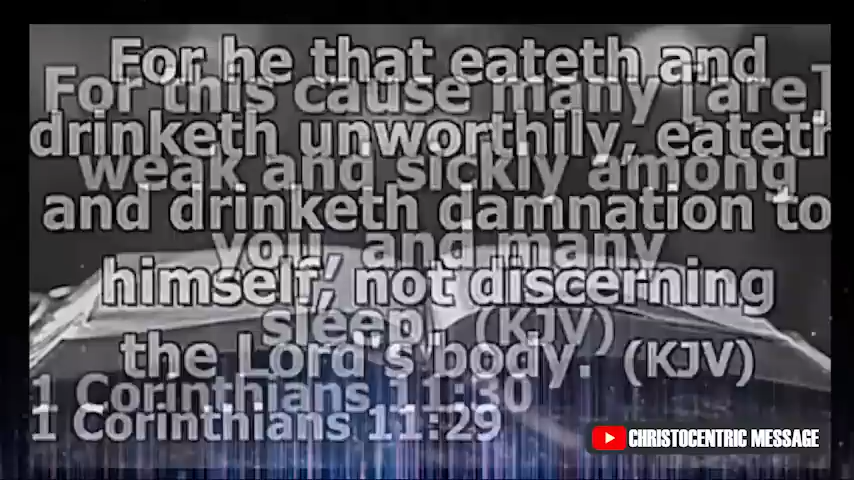 For he that eateth and
drinketh unworthily, eateth
and drinketh damnation to
himself, not discerning
the Lord's body. (KJV)
1 Corinthians 11:29
For this cause many [are]
weak and sickly among
you, and many
sleep. (KJV)
1 Corinthians 11:30
CHRISTOCENTRIC MESSAGE